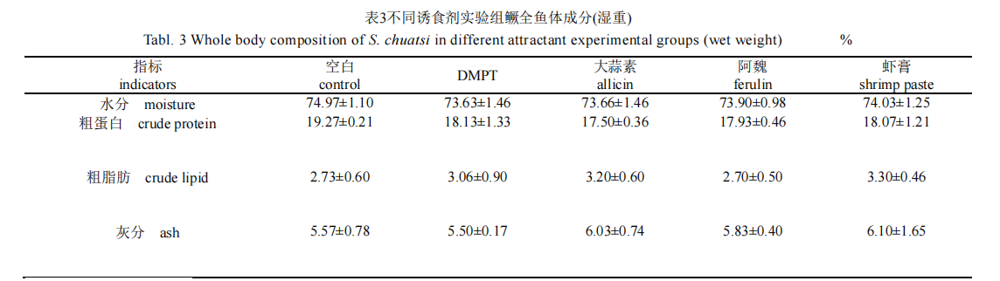 表3不同诱食剂实验组鳜全鱼体成分(湿重)
Tabl. 3 Whole body composition of S. chuatsi in different attractant experimental groups (wet weight) %
指标 空白 DMPT 大蒜素 阿魏 虾膏
indicators control allicin ferulin shrimp paste
水分 moisture 74.97±1.10 73.63±1.46 73.66±1.46 73.90±0.98 74.03±1.25
粗蛋白 crude protein 19.27±0.21 18.13±1.33 17.50±0.36 17.93±0.46 18.07±1.21
粗脂肪 crude lipid 2.73±0.60 3.06±0.90 3.20±0.60 2.70±0.50 3.30±0.46
灰分 ash 5.57±0.78 5.50±0.17 6.03±0.74 5.83±0.40 6.10±1.65